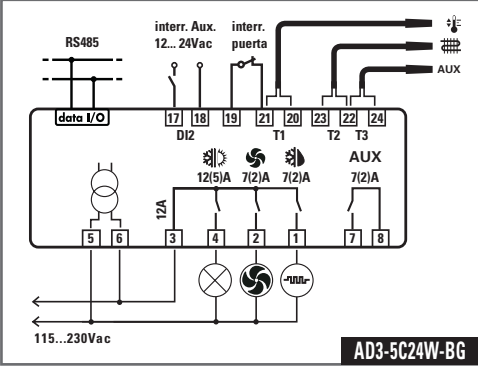 interr. Aux.
12... 24Vac
interr.
puerta
RS485
AUX
data I/O
17 18 19 21 20 23 22 24
DI2 T1 T2 T3
12(5)A 7(2)A 7(2)A
AUX
7(2)A
12A
5 6 3 4 2 1 7 8
115...230Vac
AD3-5C24W-BG